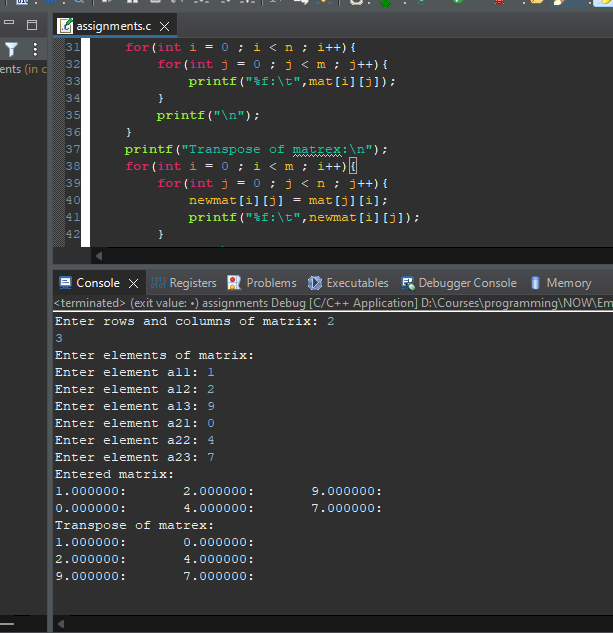 assignments.c
ents (in c
31 for(int i = 0 ; i < n ; i++){
32 for(int j = 0 ; j < m ; j++){
33 printf("%f:\t",mat[i][j]);
34 }
35 printf("\n");
36 }
37 printf("Transpose of matrex:\n");
38 for(int i = 0 ; i < m ; i++){
39 for(int j = 0 ; j < n ; j++){
40 newmat[i][j] = mat[j][i];
41 printf("%f:\t",newmat[i][j]);
42 }
Console Registers Problems Executables Debugger Console Memory
<terminated> (exit value: •) assignments Debug [C/C++ Application] D:\Courses\programming\NOW\Em
Enter rows and columns of matrix: 2
3
Enter elements of matrix:
Enter element a11: 1
Enter element a12: 2
Enter element a13: 9
Enter element a21: 0
Enter element a22: 4
Enter element a23: 7
Entered matrix:
1.000000: 2.000000: 9.000000:
0.000000: 4.000000: 7.000000:
Transpose of matrex:
1.000000: 0.000000:
2.000000: 4.000000:
9.000000: 7.000000: